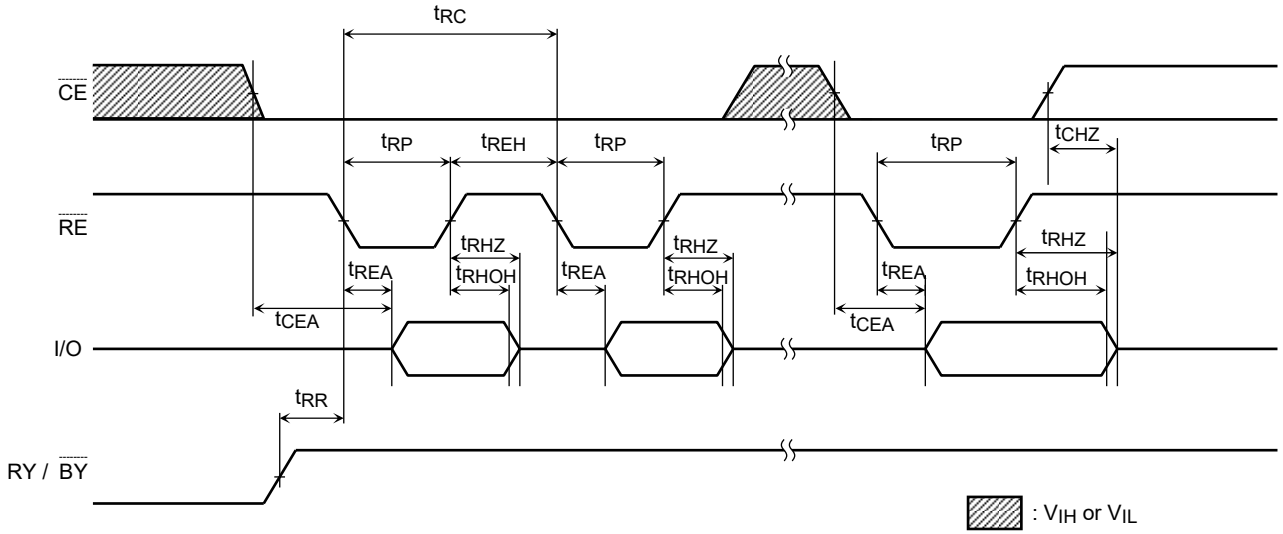 tRC
CE
tRP tREH tRP tRP tCHZ
RE
tRHZ tRHZ tRHZ
tREA tRHOH tREA tRHOH tREA tRHOH
tCEA tCEA
I/O
tRR
RY / BY
: VIH or VIL